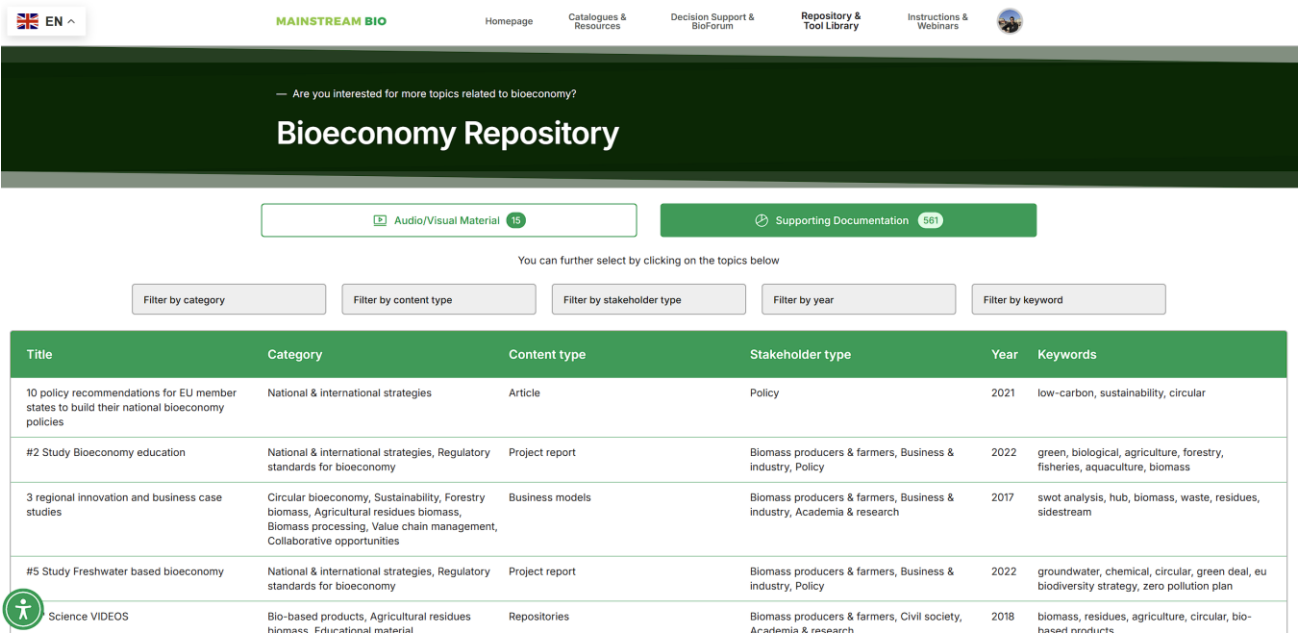 EN
MAINSTREAM BIO
Homepage
Catalogues &
Resources
Decision Support &
BioForum
Repository &
Tool Library
Instructions &
Webinars
— Are you interested for more topics related to bioeconomy?
Bioeconomy Repository
Audio/Visual Material 15
Supporting Documentation 561
You can further select by clicking on the topics below
Filter by category
Filter by content type
Filter by stakeholder type
Filter by year
Filter by keyword
Title Category Content type Stakeholder type Year Keywords
10 policy recommendations for EU member
states to build their national bioeconomy
policies
National & international strategies
Article
Policy
2021
low-carbon, sustainability, circular
#2 Study Bioeconomy education
National & international strategies, Regulatory
standards for bioeconomy
Project report
Biomass producers & farmers, Business &
industry, Policy
2022
green, biological, agriculture, forestry,
fisheries, aquaculture, biomass
3 regional innovation and business case
studies
Circular bioeconomy, Sustainability, Forestry
biomass, Agricultural residues biomass,
Biomass processing, Value chain management,
Collaborative opportunities
Business models
Biomass producers & farmers, Business &
industry, Academia & research
2017
swot analysis, hub, biomass, waste, residues,
sidestream
#5 Study Freshwater based bioeconomy
National & international strategies, Regulatory
standards for bioeconomy
Project report
Biomass producers & farmers, Business &
industry, Policy
2022
groundwater, chemical, circular, green deal, eu
biodiversity strategy, zero pollution plan
Science VIDEOS
Bio-based products, Agricultural residues
biomass, Educational material
Repositories
Biomass producers & farmers, Civil society,
Academia & research
2018
biomass, residues, agriculture, circular, bio-
based products